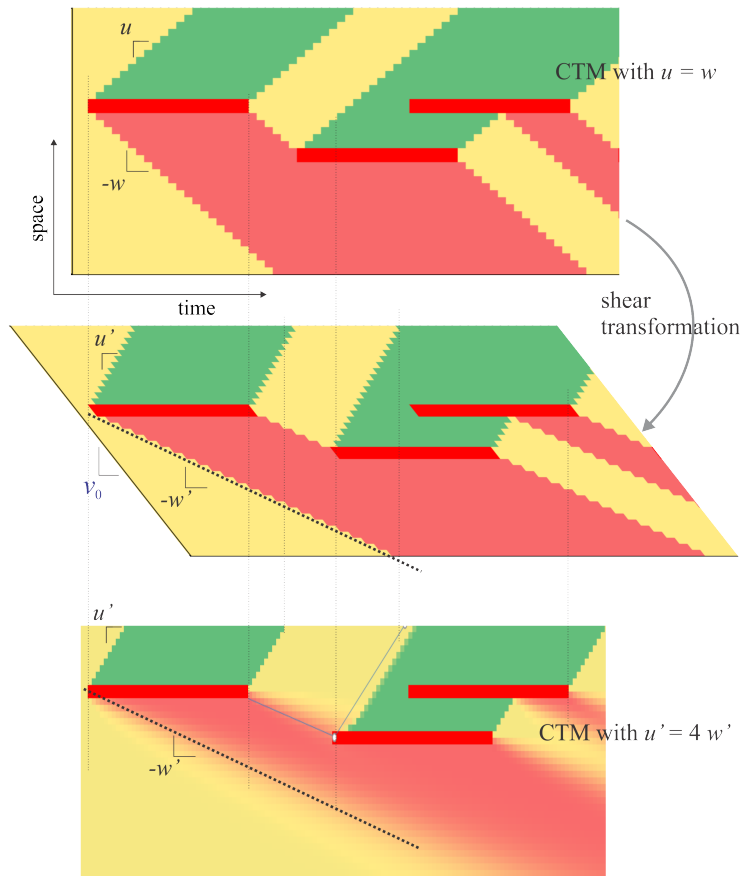 u
CTM with u = w
-w
space
time
shear
transformation
u’
v0
-w’
u’
CTM with u’ = 4 w’
-w’